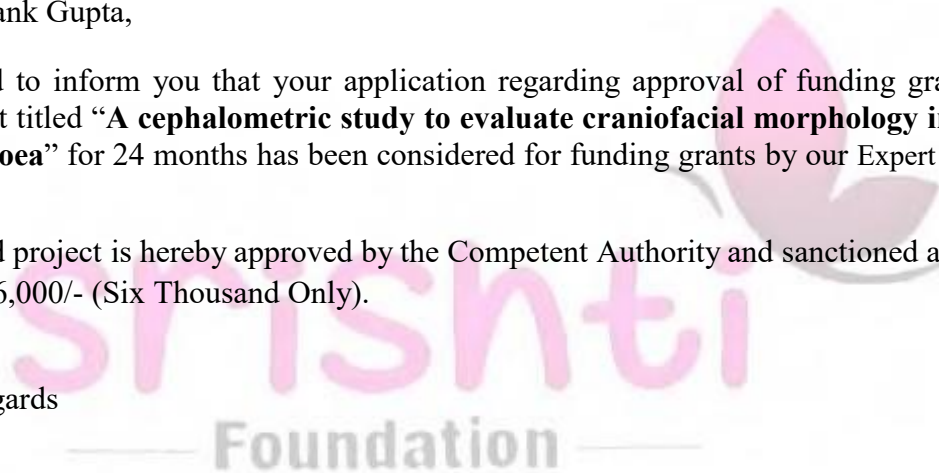 ank Gupta,
d to inform you that your application regarding approval of funding gra
t titled “A cephalometric study to evaluate craniofacial morphology in
oea” for 24 months has been considered for funding grants by our Expert
d project is hereby approved by the Competent Authority and sanctioned a
6,000/- (Six Thousand Only).
srishti
gards
Foundation